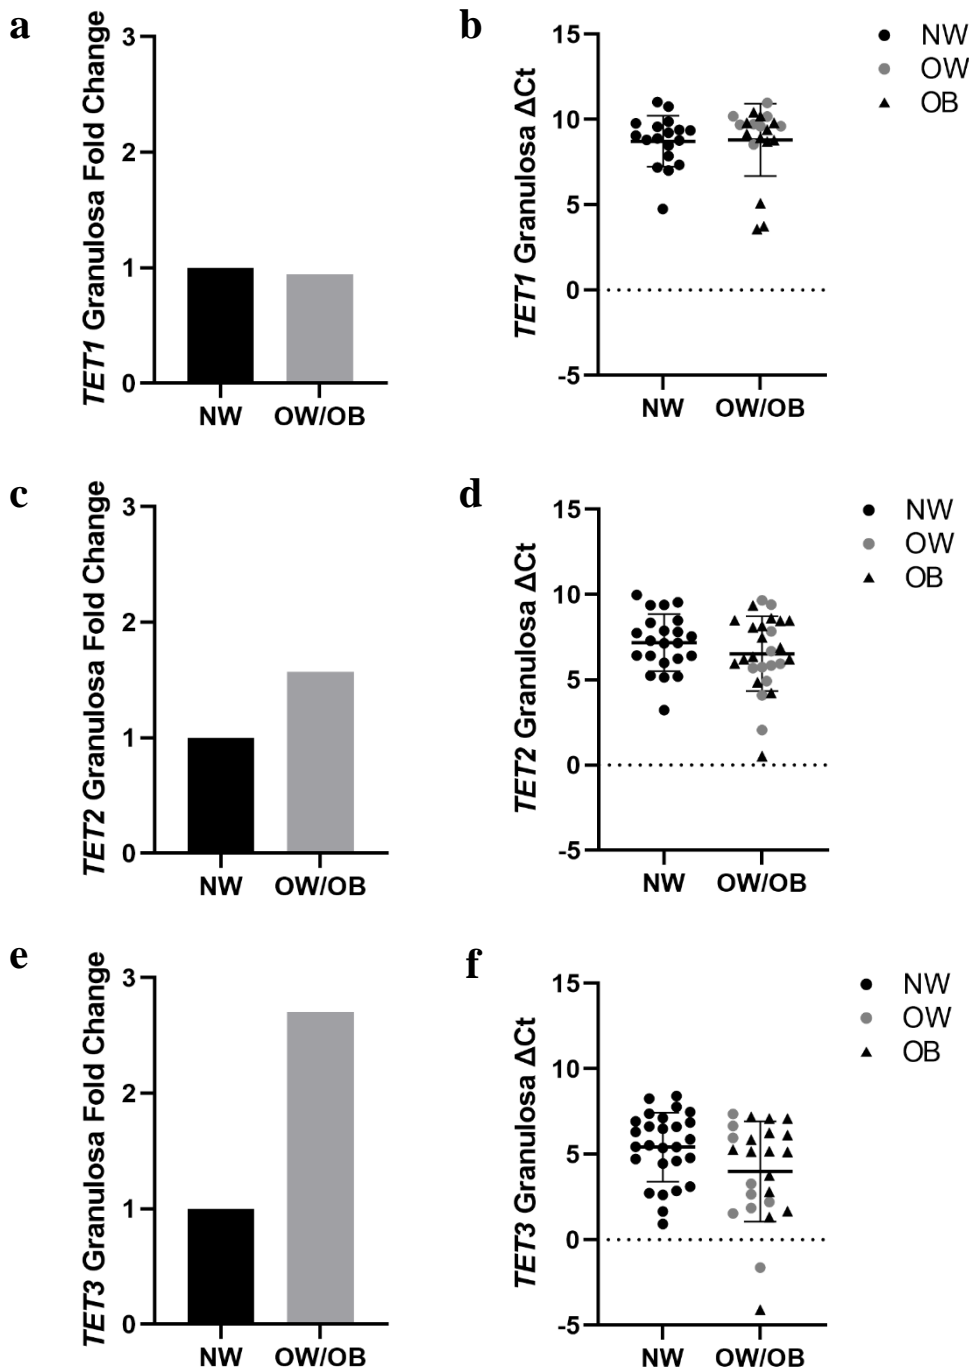 a
TET1 Granulosa Fold Change
3
2
1
0
NW
OW/OB
b
TET1 Granulosa ΔCt
15
10
5
0
-5
NW
OW/OB
NW
OW
OB
c
TET2 Granulosa Fold Change
3
2
1
0
NW
OW/OB
d
TET2 Granulosa ΔCt
15
10
5
0
-5
NW
OW/OB
NW
OW
OB
e
TET3 Granulosa Fold Change
3
2
1
0
NW
OW/OB
f
TET3 Granulosa ΔCt
15
10
5
0
-5
NW
OW/OB
NW
OW
OB